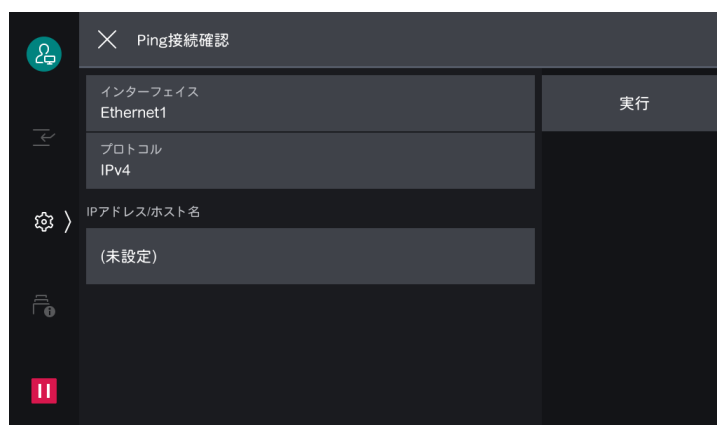 Ping接続確認
インターフェイス
Ethernet1
実行
プロトコル
IPv4
IPアドレス/ホスト名
(未設定)